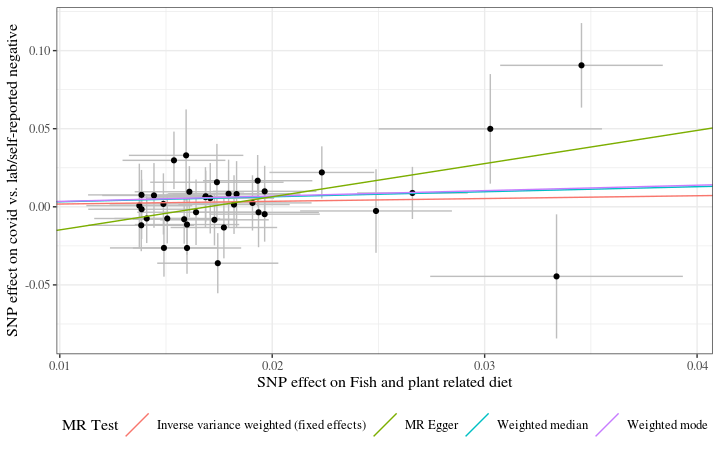 SNP effect on covid vs. lab/self-reported negative
0.10
0.05
0.00
-0.05
0.01
0.02
0.03
0.04
SNP effect on Fish and plant related diet
MR Test
Inverse variance weighted (fixed effects)
MR Egger
Weighted median
Weighted mode